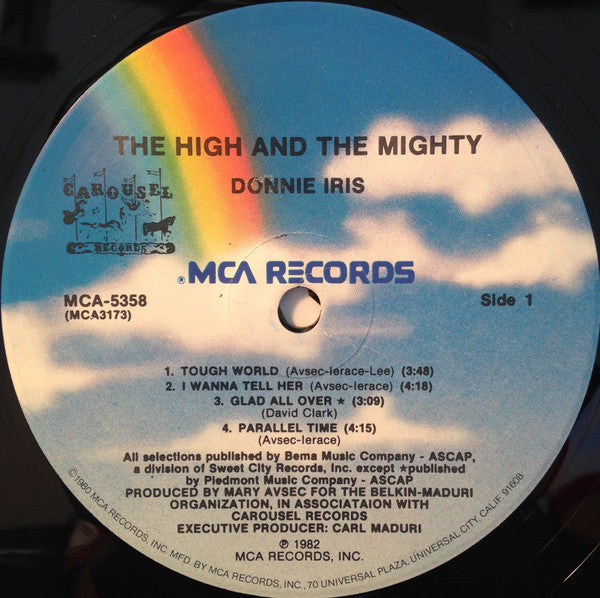 THE HIGH AND THE MIGHTY
DONNIE IRIS
CAROUSEL
RECORDS
® MCA RECORDS
MCA-5358
(MCA3173)
Side 1
1. TOUGH WORLD (Avsec-Ierace-Lee) (3:48)
2. I WANNA TELL HER (Avsec-Ierace) (4:18)
3. GLAD ALL OVER ★ (3:09)
(David Clark)
4. PARALLEL TIME (4:15)
(Avsec-Ierace)
All selections published by Bema Music Company - ASCAP,
a division of Sweet City Records, Inc. except ★published
by Piedmont Music Company - ASCAP
PRODUCED BY MARY AVSEC FOR THE BELKIN-MADURI
ORGANIZATION, IN ASSOCIATAION WITH
CAROUSEL RECORDS
EXECUTIVE PRODUCER: CARL MADURI
℗ 1982
MCA RECORDS, INC.
©1980 MCA RECORDS, INC. MFD. BY MCA RECORDS, INC., 70 UNIVERSAL PLAZA, UNIVERSAL CITY, CALIF. 91608